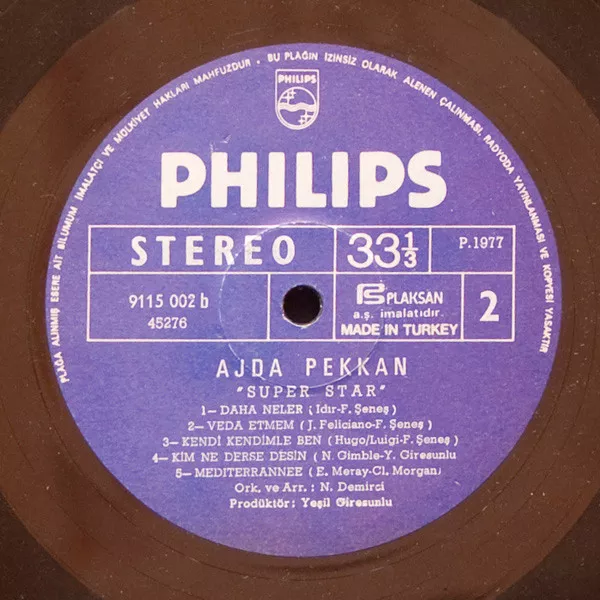 PLAĞA ALINMIŞ ESERE AİT BİLUMUM İMALATÇI VE MÜLKİYET HAKLARI MAHFUZDUR - BU PLAĞIN İZİNSİZ OLARAK ALENEN ÇALINMASI, RADYODA YAYINLANMASI VE KOPYESİ YASAKTIR
PHILIPS
PHILIPS
STEREO 33 1/3 P.1977
9115 002 b
45276
PLAKSAN
a.ş. imalatıdır.
MADE IN TURKEY
2
AJDA PEKKAN
"SUPER STAR"
1— DAHA NELER ( Idır-F. Şeneş )
2— VEDA ETMEM ( J. Feliciano-F. Şeneş )
3— KENDİ KENDİMLE BEN ( Hugo/Luigi-F. Şeneş )
4— KİM NE DERSE DESİN ( N. Gimble-Y. Giresunlu
5— MEDITERRANNEE ( E. Meray-Cl. Morgan)
Ork. ve Arr. : N. Demirci
Prodüktör: Yeşil Giresunlu